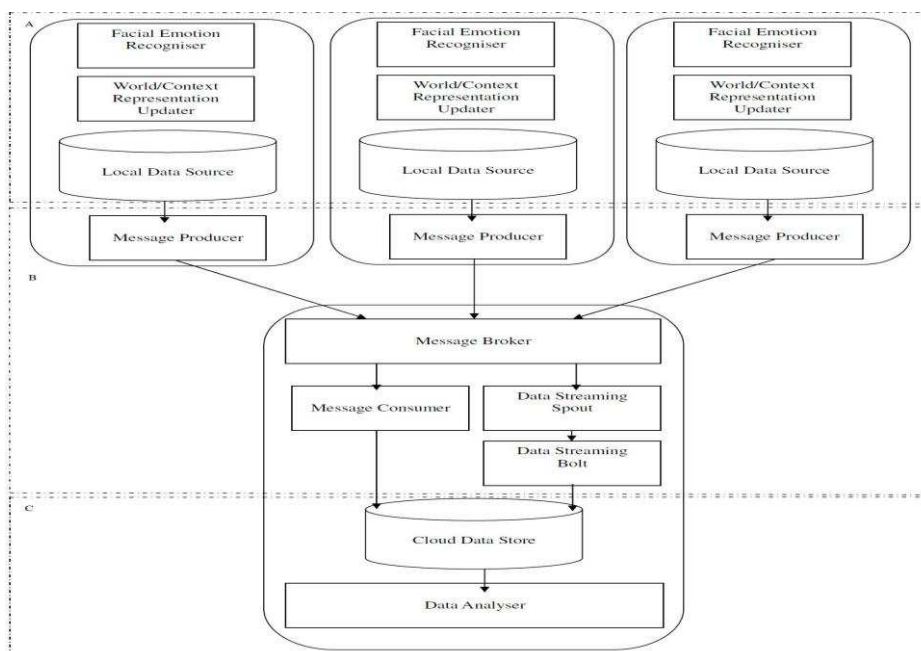 A
Facial Emotion
Recogniser
World/Context
Representation
Updater
Local Data Source
Message Producer
Facial Emotion
Recogniser
World/Context
Representation
Updater
Local Data Source
Message Producer
Facial Emotion
Recogniser
World/Context
Representation
Updater
Local Data Source
Message Producer
B
Message Broker
Message Consumer
Data Streaming
Spout
Data Streaming
Bolt
C
Cloud Data Store
Data Analyser